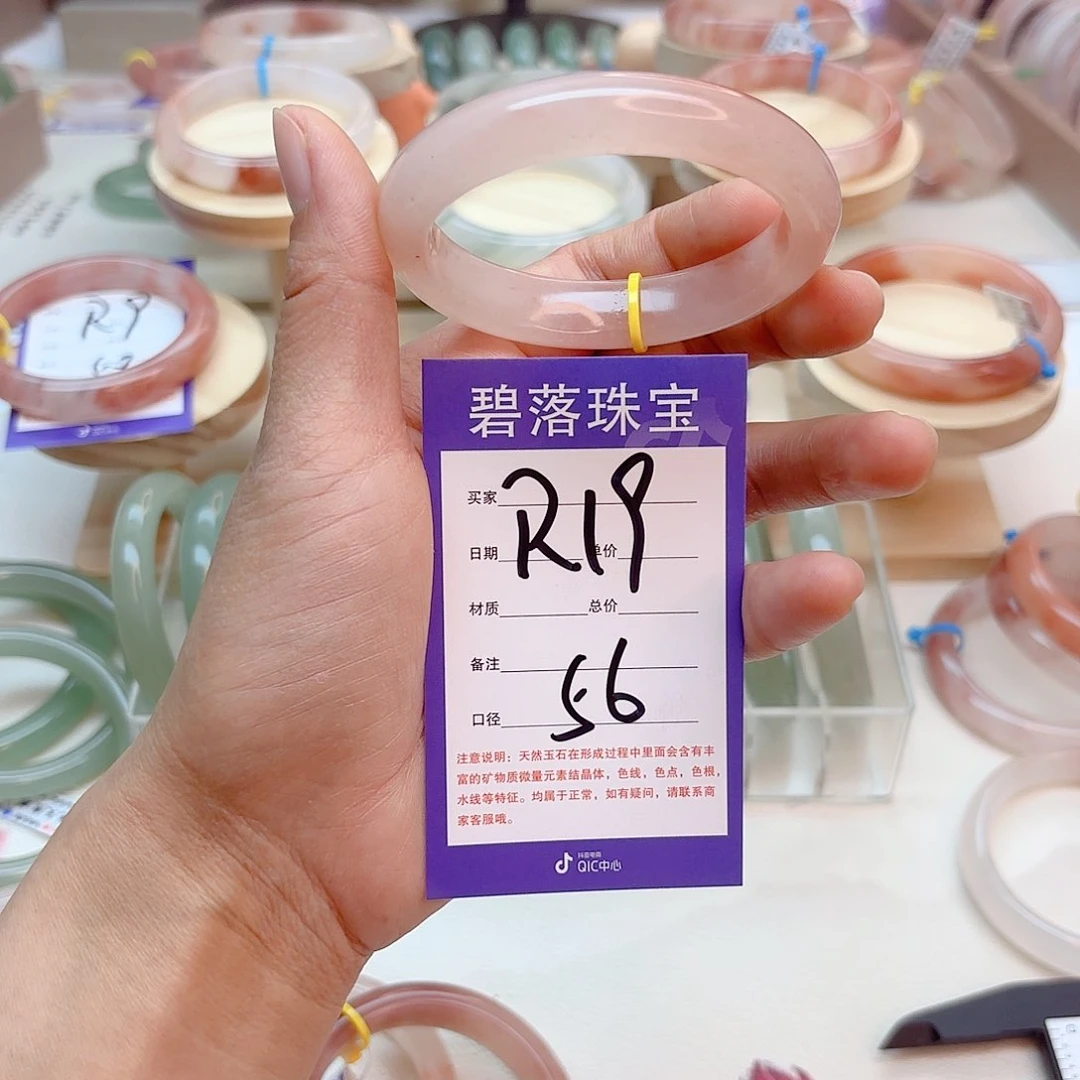 碧落珠宝
买家
R19
日期 单价
材质 总价
备注
56
口径
注意说明：天然玉石在形成过程中里面会含有丰
富的矿物质微量元素结晶体，色线，色点，色根，
水线等特征。均属于正常，如有疑问，请联系商
家客服哦。
抖音电商
QIC中心
R9